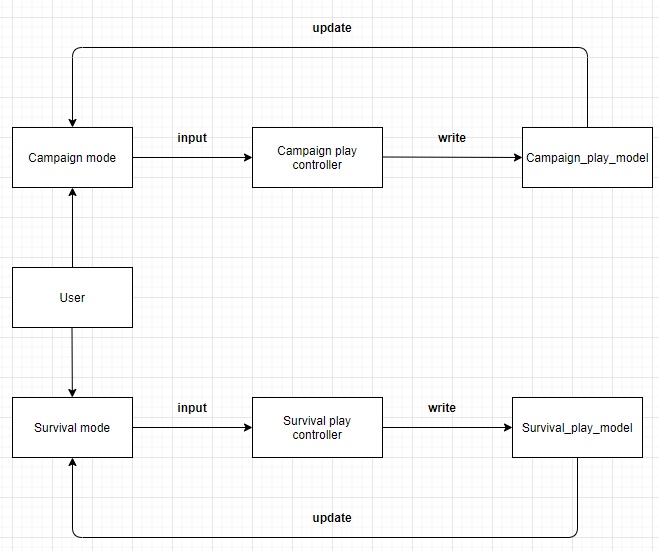 update
input
write
Campaign mode
Campaign play
controller
Campaign_play_model
User
input
write
Survival mode
Survival play
controller
Survival_play_model
update